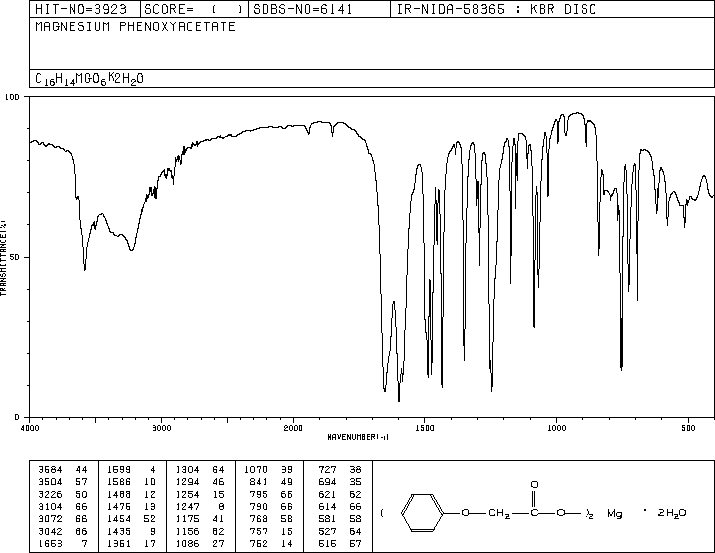 HIT-NO=3923 SCORE= ( ) SDBS-NO=6141 IR-NIDA-58365 : KBR DISC
MAGNESIUM PHENOXYACETATE
C16H14MGO6X2H2O
100
50
0
TRANSMITTANCE(%)
4000 3000 2000 1500 1000 500
WAVENUMBER(-1)
3584 44 1599 4 1304 64 1070 39 727 38
3504 57 1586 10 1294 46 841 49 694 35
3226 50 1488 12 1254 15 795 66 621 62
3104 66 1475 13 1247 8 790 66 614 66
3072 66 1454 52 1175 41 768 58 581 58
3042 66 1435 9 1156 82 757 15 527 64
1653 7 1351 17 1086 27 752 14 515 57
O
( O—CH2—C—O— )2 Mg · 2H2O